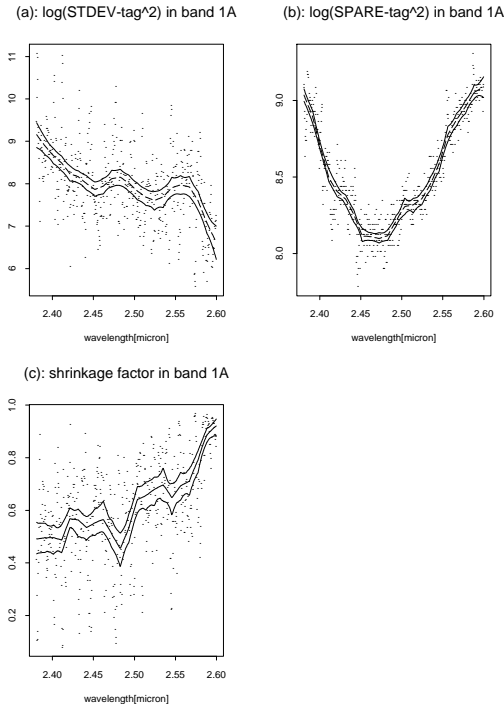 (a): log(STDEV-tag^2) in band 1A
(b): log(SPARE-tag^2) in band 1A
11
10
9
8
7
6
2.40 2.45 2.50 2.55 2.60
wavelength[micron]
9.0
8.5
8.0
2.40 2.45 2.50 2.55 2.60
wavelength[micron]
(c): shrinkage factor in band 1A
1.0
0.8
0.6
0.4
0.2
2.40 2.45 2.50 2.55 2.60
wavelength[micron]